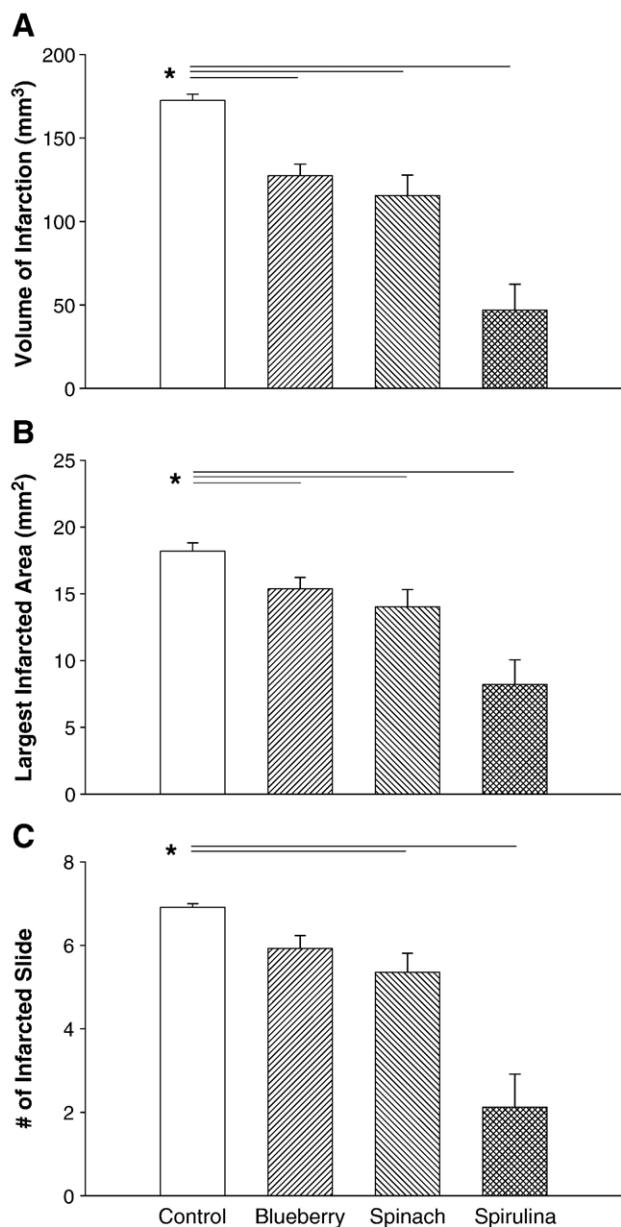 A
Volume of Infarction (mm³)
200
150
100
50
0
*
B
Largest Infarcted Area (mm²)
25
20
15
10
5
0
*
C
# of Infarcted Slide
8
6
4
2
0
*
Control Blueberry Spinach Spirulina